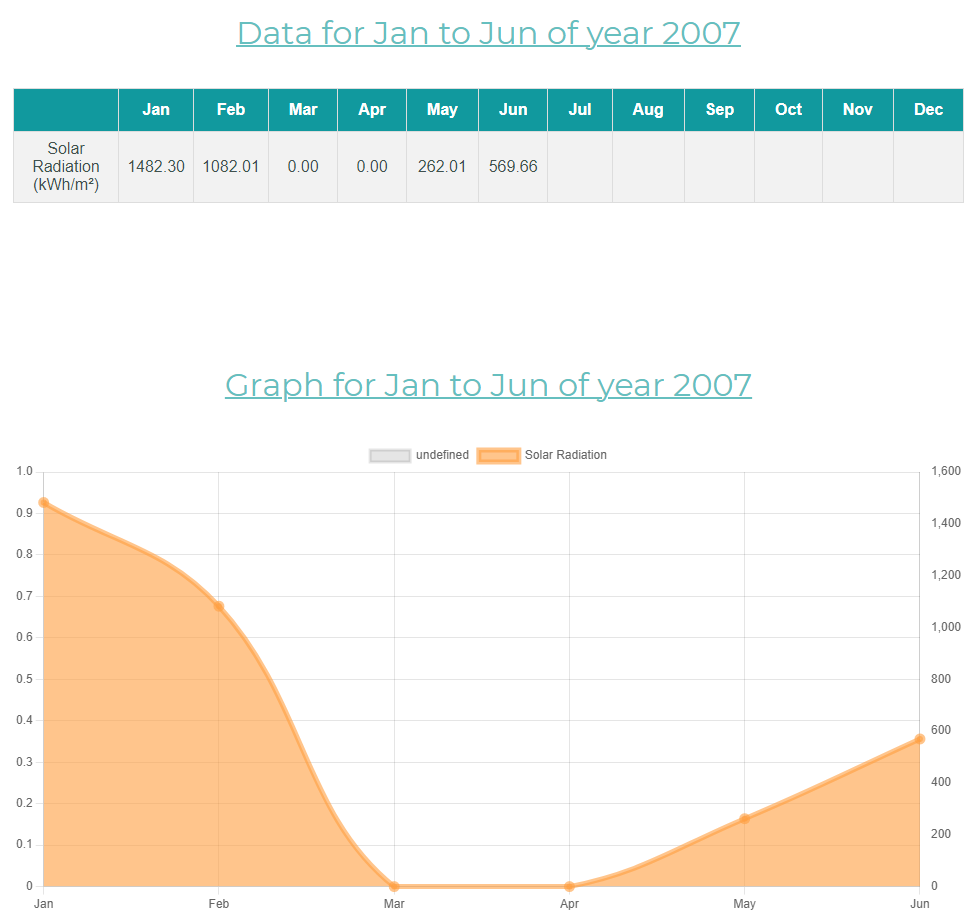 Data for Jan to Jun of year 2007
Jan Feb Mar Apr May Jun Jul Aug Sep Oct Nov Dec
Solar
Radiation
(kWh/m²)
1482.30 1082.01 0.00 0.00 262.01 569.66
Graph for Jan to Jun of year 2007
undefined Solar Radiation
1.0 1,600
0.9 1,400
0.8 1,200
0.7 1,000
0.6 800
0.5 600
0.4 400
0.3 200
0.2 0
0.1
0
Jan Feb Mar Apr May Jun